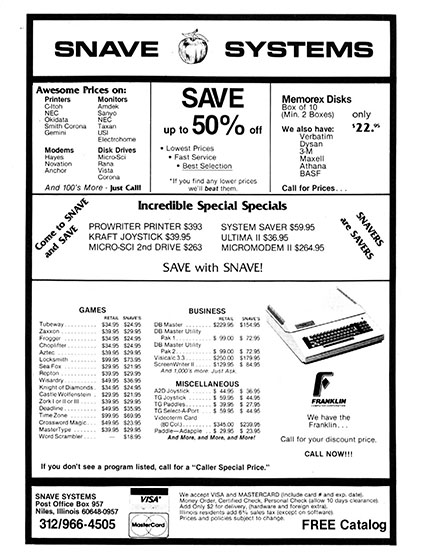 SNAVE SYSTEMS
Awesome Prices on:
Printers
C-Itoh
NEC
Okidata
Smith Corona
Gemini
Monitors
Amdek
Sanyo
NEC
Taxan
USI
Electrohome
Modems
Hayes
Novation
Anchor
Disk Drives
Micro-Sci
Rana
Vista
Corona
And 100's More - Just Call!
SAVE
up to 50% off
• Lowest Prices
• Fast Service
• Best Selection
*If you find any lower prices
we'll beat them.
Memorex Disks
Box of 10
(Min. 2 Boxes) only
$22.95
We also have:
Verbatim
Dysan
3-M
Maxell
Athana
BASF
Call for Prices...
Incredible Special Specials
Come to SNAVE
and SAVE
PROWRITER PRINTER $393
KRAFT JOYSTICK $39.95
MICRO-SCI 2nd DRIVE $263
SYSTEM SAVER $59.95
ULTIMA II $36.95
MICROMODEM II $264.95
SNAVERS
are SAVERS
SAVE with SNAVE!
GAMES
RETAIL SNAVE'S
Tubeway $34.95 $24.95
Zaxxon $39.95 $29.95
Frogger $34.95 $24.95
Choplifter $34.95 $24.95
Aztec $39.95 $29.95
Locksmith $99.95 $73.95
Sea Fox $29.95 $21.95
Repton $39.95 $29.95
Wizardry $49.95 $36.95
Knight of Diamonds $34.95 $24.95
Castle Wolfenstein $29.95 $21.95
Zork I or II or III $39.95 $29.95
Deadline $49.95 $35.95
Time Zone $99.95 $69.95
Crossword Magic $49.95 $23.95
MasterType $39.95 $29.95
Word Scrambler — $18.95
BUSINESS
RETAIL SNAVE'S
DB Master $229.95 $154.95
DB Master Utility
Pak 1 $ 99.00 $ 72.95
DB Master Utility
Pak 2 $ 99.00 $ 72.95
Visicalc 3.3 $250.00 $179.95
ScreenWriter II $129.95 $ 84.95
And 1,000's more. Just Ask.
MISCELLANEOUS
A2D Joystick $ 44.95 $ 36.95
TG Joystick $ 59.95 $ 44.95
TG Paddles $ 39.95 $ 27.95
TG Select-A-Port $ 59.95 $ 44.95
Videoterm Card
(80 Col.) $345.00 $239.95
Paddle-Adapple $ 29.95 $ 23.95
And More, and More, and More!
FRANKLIN
We have the
Franklin...
Call for your discount price.
CALL NOW!!!
If you don't see a program listed, call for a "Caller Special Price."
SNAVE SYSTEMS
Post Office Box 957
Niles, Illinois 60648-0957
312/966-4505
VISA
MasterCard
We accept VISA and MASTERCARD (Include card # and exp. date).
Money Order, Certified Check, Personal Check (allow 10 days clearance).
Add Only $2 for delivery, (hardware and foreign extra).
Illinois residents add 6% sales tax (except on software).
Prices and policies subject to change.
FREE Catalog